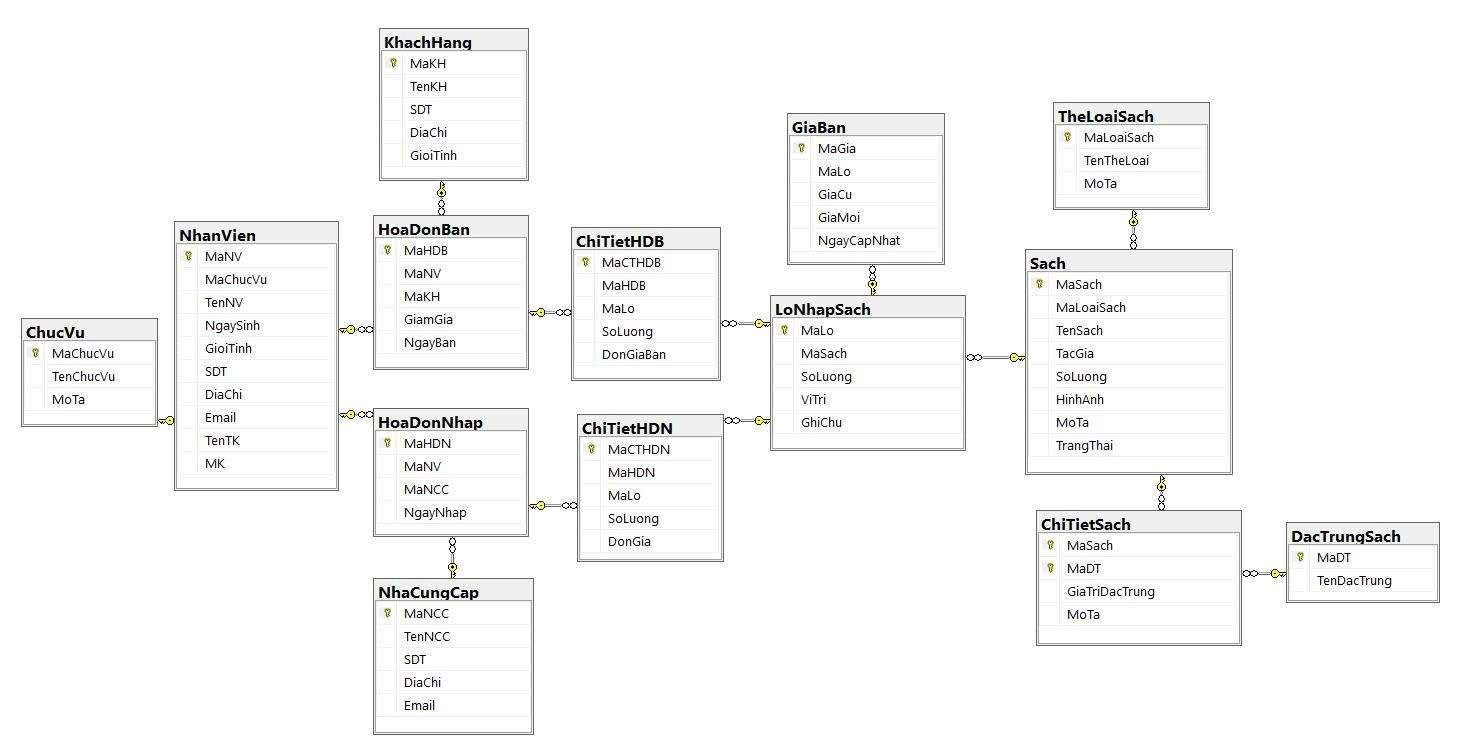 KhachHang
MaKH
TenKH
SDT
DiaChi
GioiTinh
GiaBan
MaGia
MaLo
GiaCu
GiaMoi
NgayCapNhat
TheLoaiSach
MaLoaiSach
TenTheLoai
MoTa
NhanVien
MaNV
MaChucVu
TenNV
NgaySinh
GioiTinh
SDT
DiaChi
Email
TenTK
MK
HoaDonBan
MaHDB
MaNV
MaKH
GiamGia
NgayBan
ChiTietHDB
MaCTHDB
MaHDB
MaLo
SoLuong
DonGiaBan
Sach
MaSach
MaLoaiSach
TenSach
TacGia
SoLuong
HinhAnh
MoTa
TrangThai
LoNhapSach
MaLo
MaSach
SoLuong
ViTri
GhiChu
ChucVu
MaChucVu
TenChucVu
MoTa
HoaDonNhap
MaHDN
MaNV
MaNCC
NgayNhap
ChiTietHDN
MaCTHDN
MaHDN
MaLo
SoLuong
DonGia
ChiTietSach
MaSach
MaDT
GiaTriDacTrung
MoTa
DacTrungSach
MaDT
TenDacTrung
NhaCungCap
MaNCC
TenNCC
SDT
DiaChi
Email